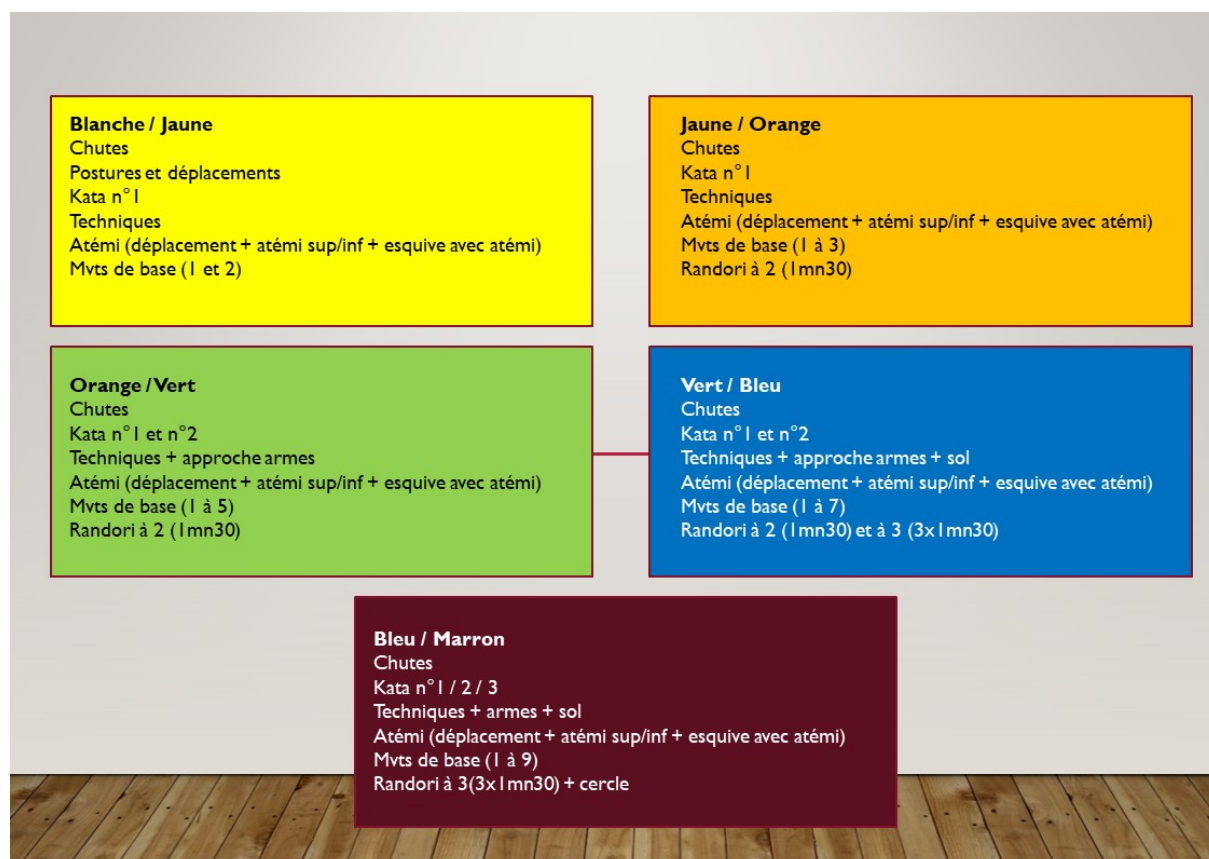 Blanche / Jaune
Chutes
Postures et déplacements
Kata n°1
Techniques
Atémi (déplacement + atémi sup/inf + esquive avec atémi)
Mvts de base (1 et 2)
Jaune / Orange
Chutes
Kata n°1
Techniques
Atémi (déplacement + atémi sup/inf + esquive avec atémi)
Mvts de base (1 à 3)
Randori à 2 (1mn30)
Orange / Vert
Chutes
Kata n°1 et n°2
Techniques + approche armes
Atémi (déplacement + atémi sup/inf + esquive avec atémi)
Mvts de base (1 à 5)
Randori à 2 (1mn30)
Vert / Bleu
Chutes
Kata n°1 et n°2
Techniques + approche armes + sol
Atémi (déplacement + atémi sup/inf + esquive avec atémi)
Mvts de base (1 à 7)
Randori à 2 (1mn30) et à 3 (3x1mn30)
Bleu / Marron
Chutes
Kata n°1 / 2 / 3
Techniques + armes + sol
Atémi (déplacement + atémi sup/inf + esquive avec atémi)
Mvts de base (1 à 9)
Randori à 3(3x1mn30) + cercle